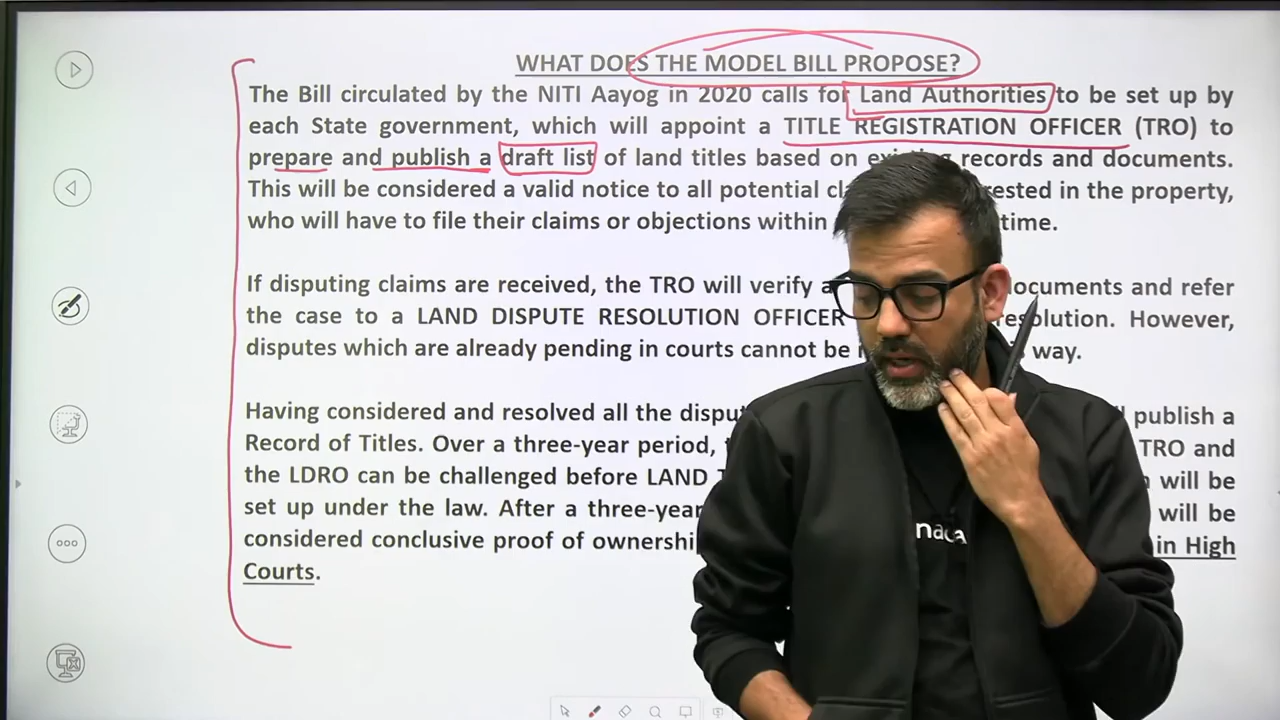 WHAT DOES THE MODEL BILL PROPOSE?
The Bill circulated by the NITI Aayog in 2020 calls for Land Authorities to be set up by
each State government, which will appoint a TITLE REGISTRATION OFFICER (TRO) to
prepare and publish a draft list of land titles based on existing records and documents.
This will be considered a valid notice to all potential in the property,
who will have to file their claims or objections within time.
If disputing claims are received, the TRO will verify documents and refer
the case to a LAND DISPUTE RESOLUTION OFFICER resolution. However,
disputes which are already pending in courts cannot be way.
Having considered and resolved all the publish a
Record of Titles. Over a three-year period, TRO and
the LDRO can be challenged before LAND will be
set up under the law. After a three-year will be
considered conclusive proof of in High
Courts.